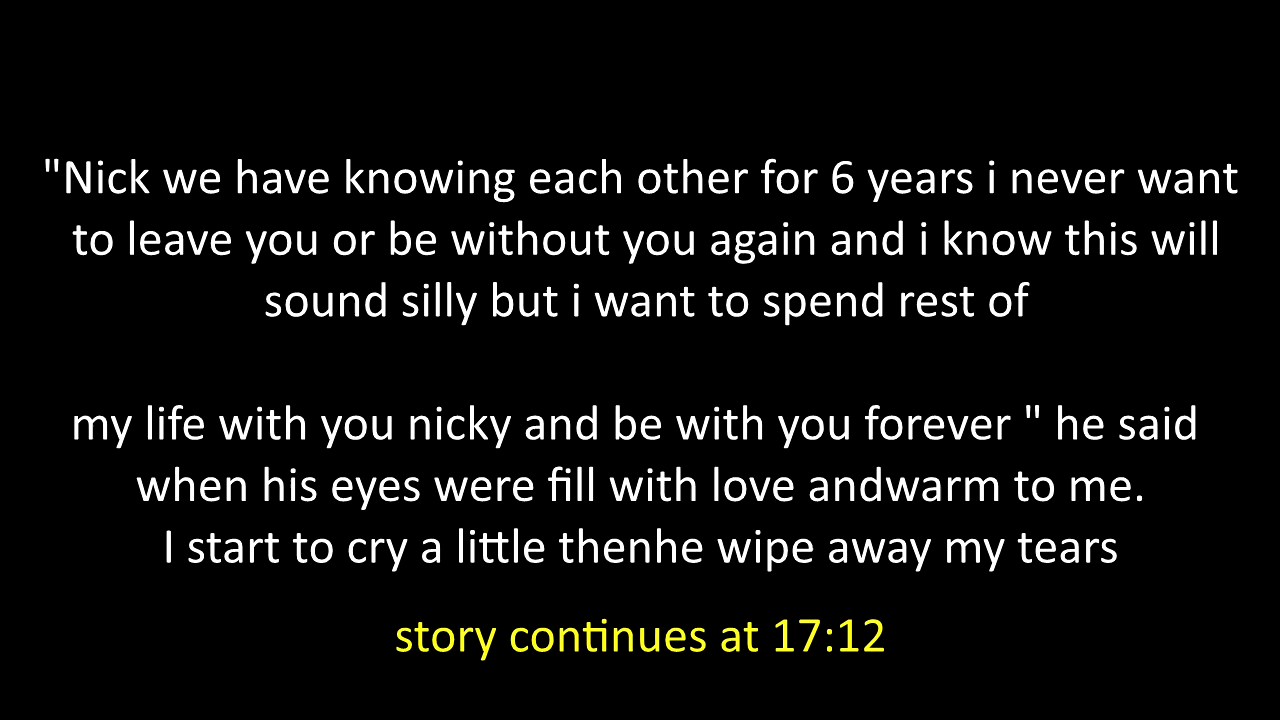 "Nick we have knowing each other for 6 years i never want
to leave you or be without you again and i know this will
sound silly but i want to spend rest of
my life with you nicky and be with you forever " he said
when his eyes were fill with love andwarm to me.
I start to cry a little thenhe wipe away my tears
story continues at 17:12